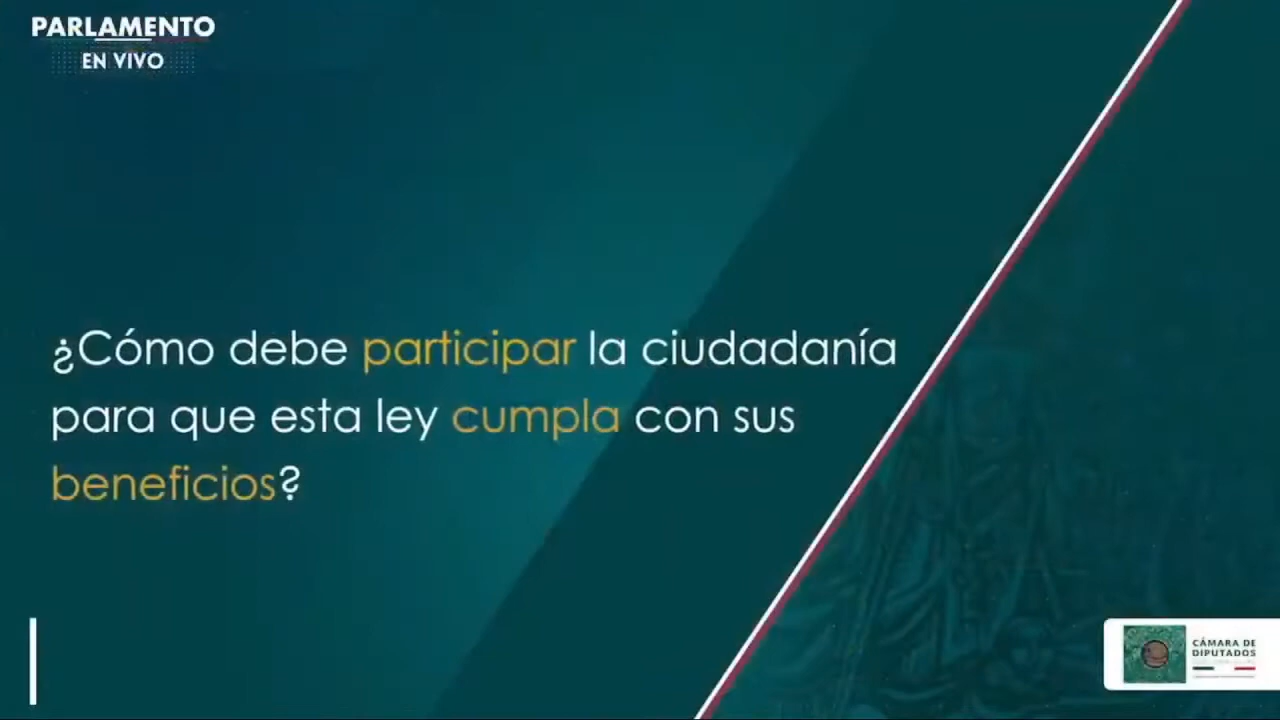 PARLAMENTO
EN VIVO
¿Cómo debe participar la ciudadanía
para que esta ley cumpla con sus
beneficios?
CÁMARA DE
DIPUTADOS